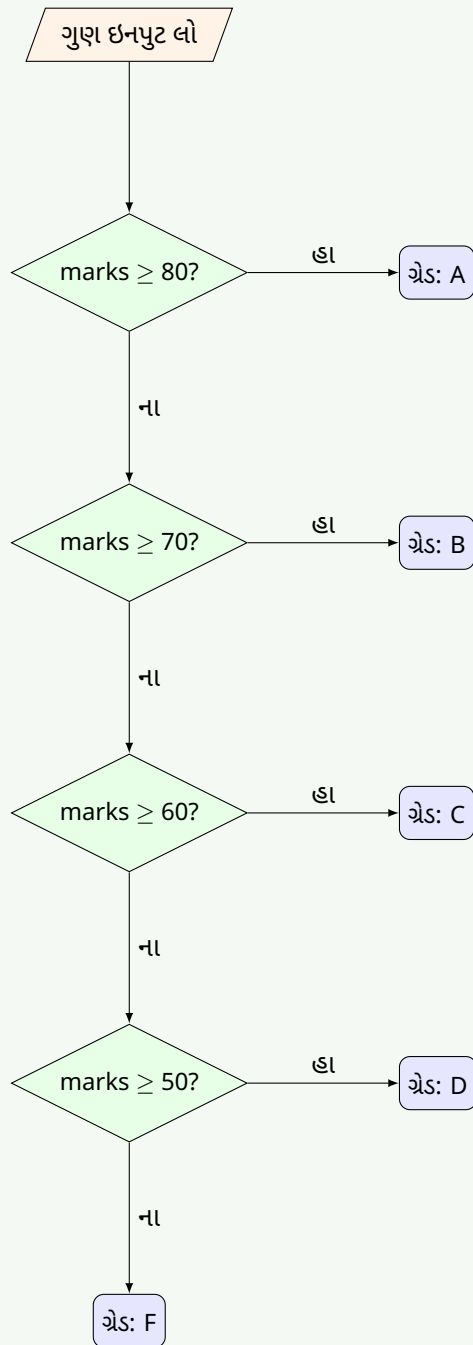 ગુણ ઇનપુટ લો
marks ≥ 80?
હા
ગ્રેડ: A
ના
marks ≥ 70?
હા
ગ્રેડ: B
ના
marks ≥ 60?
હા
ગ્રેડ: C
ના
marks ≥ 50?
હા
ગ્રેડ: D
ના
ગ્રેડ: F